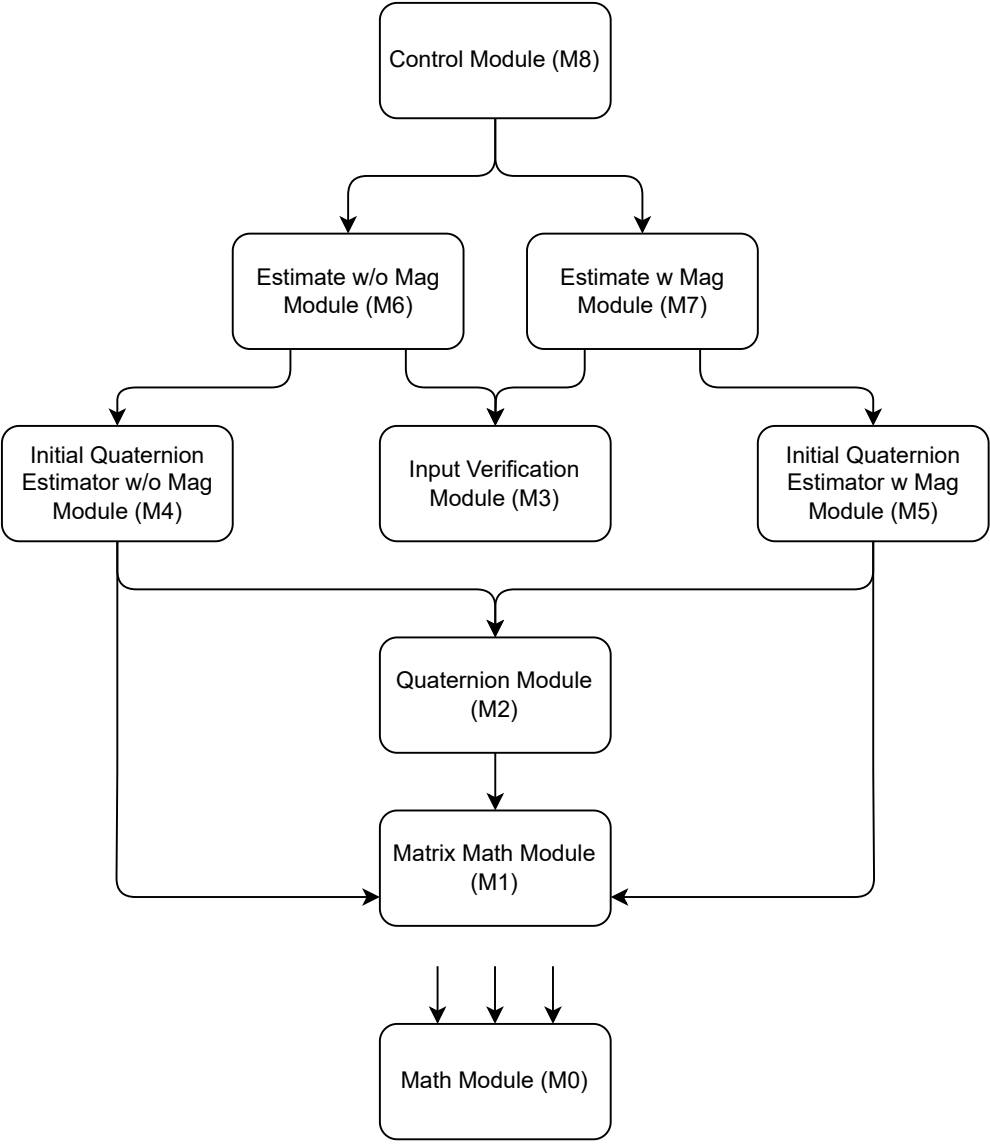 Control Module (M8)
Estimate w/o Mag
Module (M6)
Estimate w Mag
Module (M7)
Initial Quaternion
Estimator w/o Mag
Module (M4)
Input Verification
Module (M3)
Initial Quaternion
Estimator w Mag
Module (M5)
Quaternion Module
(M2)
Matrix Math Module
(M1)
Math Module (M0)